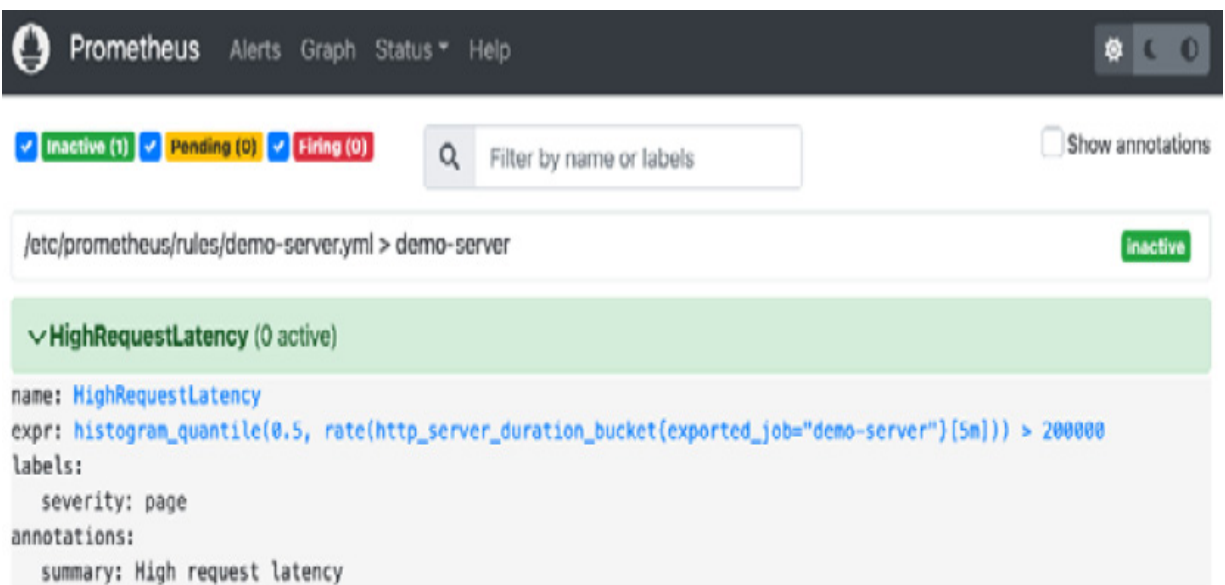 Prometheus Alerts Graph Status Help
Inactive (1) Pending (0) Firing (0) Filter by name or labels Show annotations
/etc/prometheus/rules/demo-server.yml > demo-server inactive
HighRequestLatency (0 active)
name: HighRequestLatency
expr: histogram_quantile(0.5, rate(http_server_duration_bucket{exported_job="demo-server"}[5m])) > 200000
labels:
severity: page
annotations:
summary: High request latency